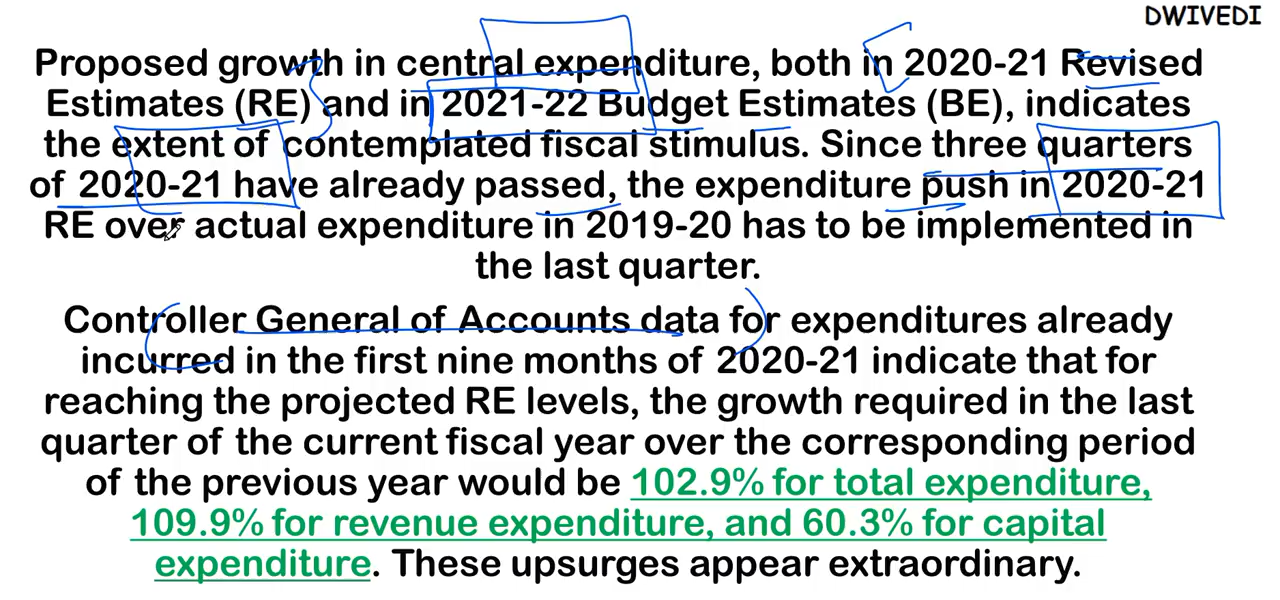 DWIVEDI
Proposed growth in central expenditure, both in 2020-21 Revised
Estimates (RE) and in 2021-22 Budget Estimates (BE), indicates
the extent of contemplated fiscal stimulus. Since three quarters
of 2020-21 have already passed, the expenditure push in 2020-21
RE over actual expenditure in 2019-20 has to be implemented in
the last quarter.
Controller General of Accounts data for expenditures already
incurred in the first nine months of 2020-21 indicate that for
reaching the projected RE levels, the growth required in the last
quarter of the current fiscal year over the corresponding period
of the previous year would be 102.9% for total expenditure,
109.9% for revenue expenditure, and 60.3% for capital
expenditure. These upsurges appear extraordinary.